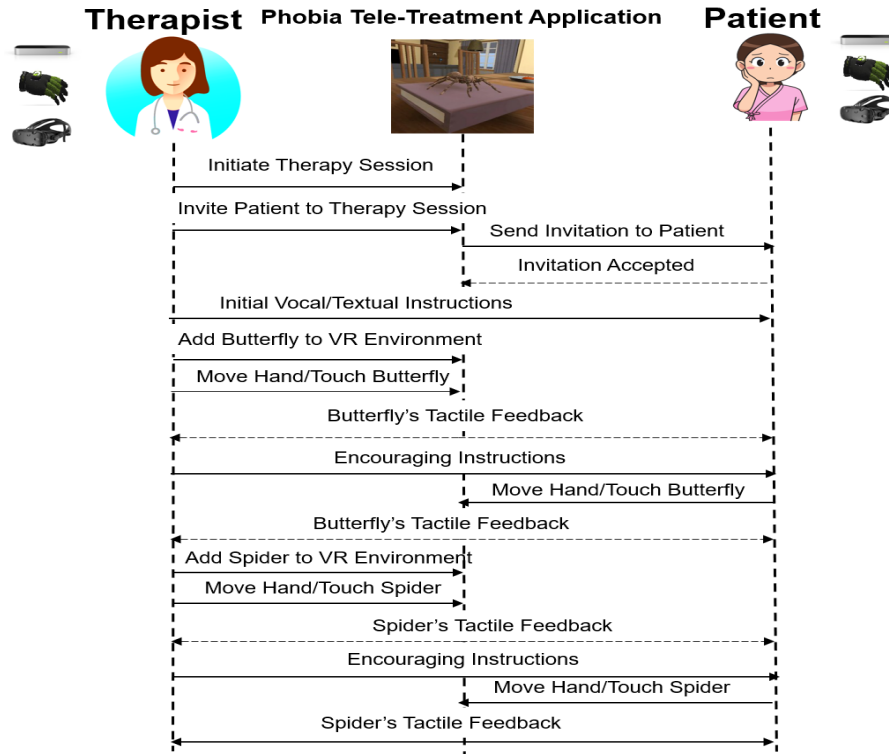 Therapist
Phobia Tele-Treatment Application
Patient
Initiate Therapy Session
Invite Patient to Therapy Session
Send Invitation to Patient
Invitation Accepted
Initial Vocal/Textual Instructions
Add Butterfly to VR Environment
Move Hand/Touch Butterfly
Butterfly's Tactile Feedback
Encouraging Instructions
Move Hand/Touch Butterfly
Butterfly's Tactile Feedback
Add Spider to VR Environment
Move Hand/Touch Spider
Spider's Tactile Feedback
Encouraging Instructions
Move Hand/Touch Spider
Spider's Tactile Feedback